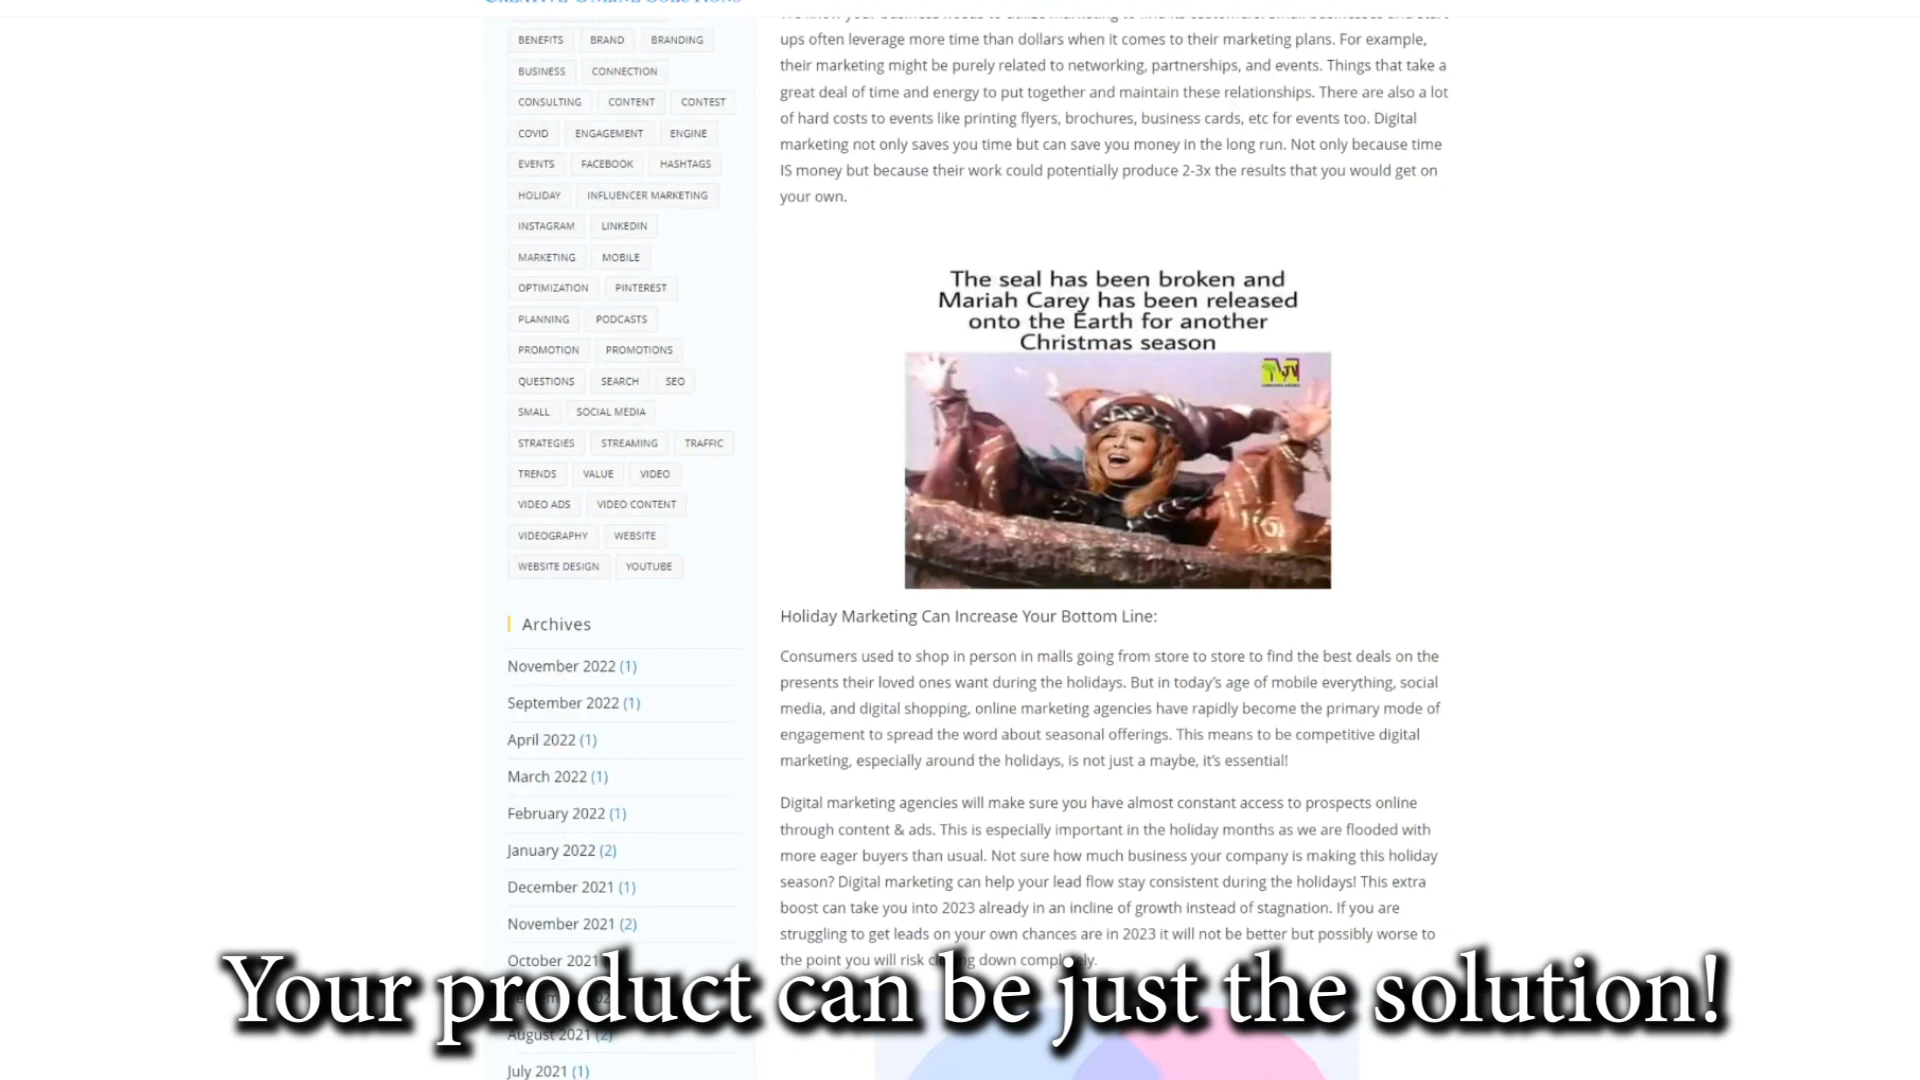 CREATIVE ONLINE SOLUTIONS
BENEFITS BRAND BRANDING
BUSINESS CONNECTION
CONSULTING CONTENT CONTEST
COVID ENGAGEMENT ENGINE
EVENTS FACEBOOK HASHTAGS
HOLIDAY INFLUENCER MARKETING
INSTAGRAM LINKEDIN
MARKETING MOBILE
OPTIMIZATION PINTEREST
PLANNING PODCASTS
PROMOTION PROMOTIONS
QUESTIONS SEARCH SEO
SMALL SOCIAL MEDIA
STRATEGIES STREAMING TRAFFIC
TRENDS VALUE VIDEO
VIDEO ADS VIDEO CONTENT
VIDEOGRAPHY WEBSITE
WEBSITE DESIGN YOUTUBE
Archives
November 2022 (1)
September 2022 (1)
April 2022 (1)
March 2022 (1)
February 2022 (1)
January 2022 (2)
December 2021 (1)
November 2021 (2)
October 2021
August 2021 (2)
July 2021 (1)
ups often leverage more time than dollars when it comes to their marketing plans. For example,
their marketing might be purely related to networking, partnerships, and events. Things that take a
great deal of time and energy to put together and maintain these relationships. There are also a lot
of hard costs to events like printing flyers, brochures, business cards, etc for events too. Digital
marketing not only saves you time but can save you money in the long run. Not only because time
IS money but because their work could potentially produce 2-3x the results that you would get on
your own.
The seal has been broken and
Mariah Carey has been released
onto the Earth for another
Christmas season
Holiday Marketing Can Increase Your Bottom Line:
Consumers used to shop in person in malls going from store to store to find the best deals on the
presents their loved ones want during the holidays. But in today's age of mobile everything, social
media, and digital shopping, online marketing agencies have rapidly become the primary mode of
engagement to spread the word about seasonal offerings. This means to be competitive digital
marketing, especially around the holidays, is not just a maybe, it's essential!
Digital marketing agencies will make sure you have almost constant access to prospects online
through content & ads. This is especially important in the holiday months as we are flooded with
more eager buyers than usual. Not sure how much business your company is making this holiday
season? Digital marketing can help your lead flow stay consistent during the holidays! This extra
boost can take you into 2023 already in an incline of growth instead of stagnation. If you are
struggling to get leads on your own chances are in 2023 it will not be better but possibly worse to
the point you will risk down completely.
Your product can be just the solution!